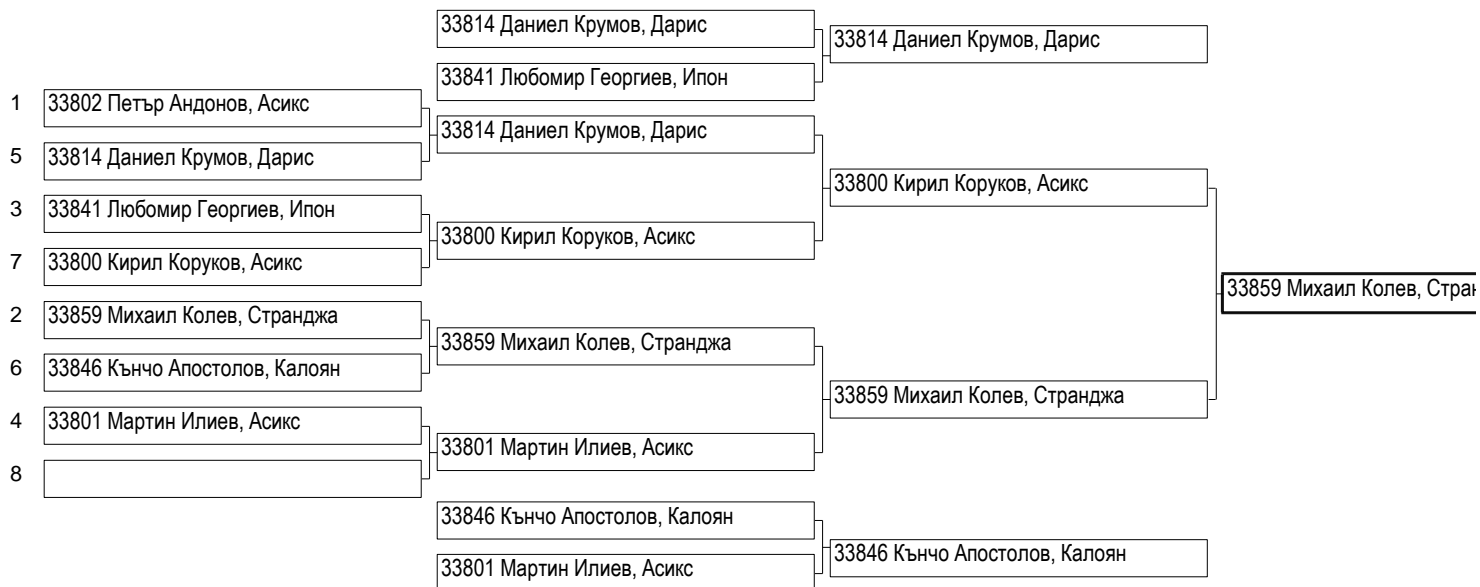 33814 Даниел Крумов, Дарис
33814 Даниел Крумов, Дарис
33841 Любомир Георгиев, Ипон
1 33802 Петър Андонов, Асикс
33814 Даниел Крумов, Дарис
5 33814 Даниел Крумов, Дарис
33800 Кирил Коруков, Асикс
3 33841 Любомир Георгиев, Ипон
33800 Кирил Коруков, Асикс
7 33800 Кирил Коруков, Асикс
33859 Михаил Колев, Стран
2 33859 Михаил Колев, Странджа
33859 Михаил Колев, Странджа
6 33846 Кънчо Апостолов, Калоян
33859 Михаил Колев, Странджа
4 33801 Мартин Илиев, Асикс
33801 Мартин Илиев, Асикс
8
33846 Кънчо Апостолов, Калоян
33846 Кънчо Апостолов, Калоян
33801 Мартин Илиев, Асикс